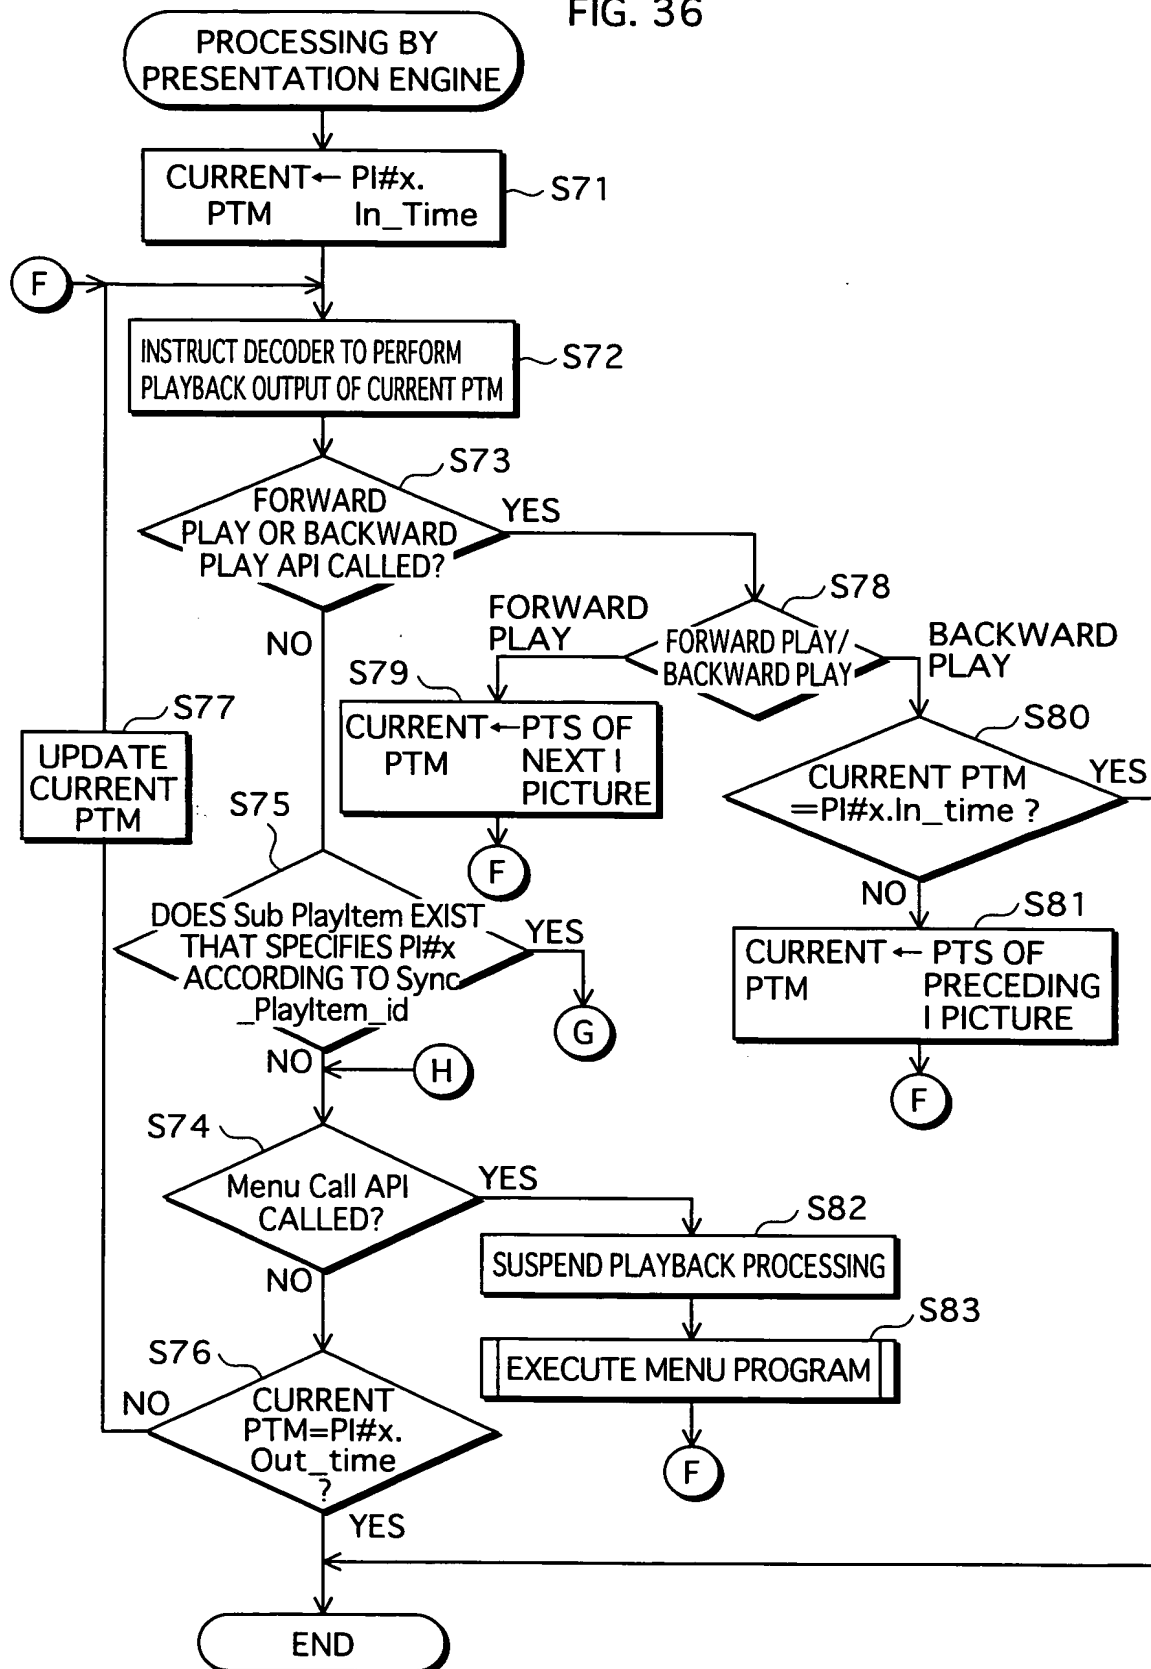 FIG. 36
PROCESSING BY
PRESENTATION ENGINE
CURRENT ← PI#x.
PTM In_Time
S71
F
INSTRUCT DECODER TO PERFORM
PLAYBACK OUTPUT OF CURRENT PTM
S72
S73
FORWARD
PLAY OR BACKWARD
PLAY API CALLED?
YES
NO
S78
FORWARD PLAY/
BACKWARD PLAY
FORWARD
PLAY
BACKWARD
PLAY
S79
CURRENT ← PTS OF
PTM NEXT I
PICTURE
F
S80
CURRENT PTM
=PI#x.In_time ?
YES
NO
S81
CURRENT ← PTS OF
PTM PRECEDING
I PICTURE
F
S77
UPDATE
CURRENT
PTM
S75
DOES Sub PlayItem EXIST
THAT SPECIFIES PI#x
ACCORDING TO Sync
_PlayItem_id
YES
G
NO
H
S74
Menu Call API
CALLED?
YES
NO
S82
SUSPEND PLAYBACK PROCESSING
S83
EXECUTE MENU PROGRAM
F
S76
CURRENT
PTM=PI#x.
Out_time
?
NO
YES
END